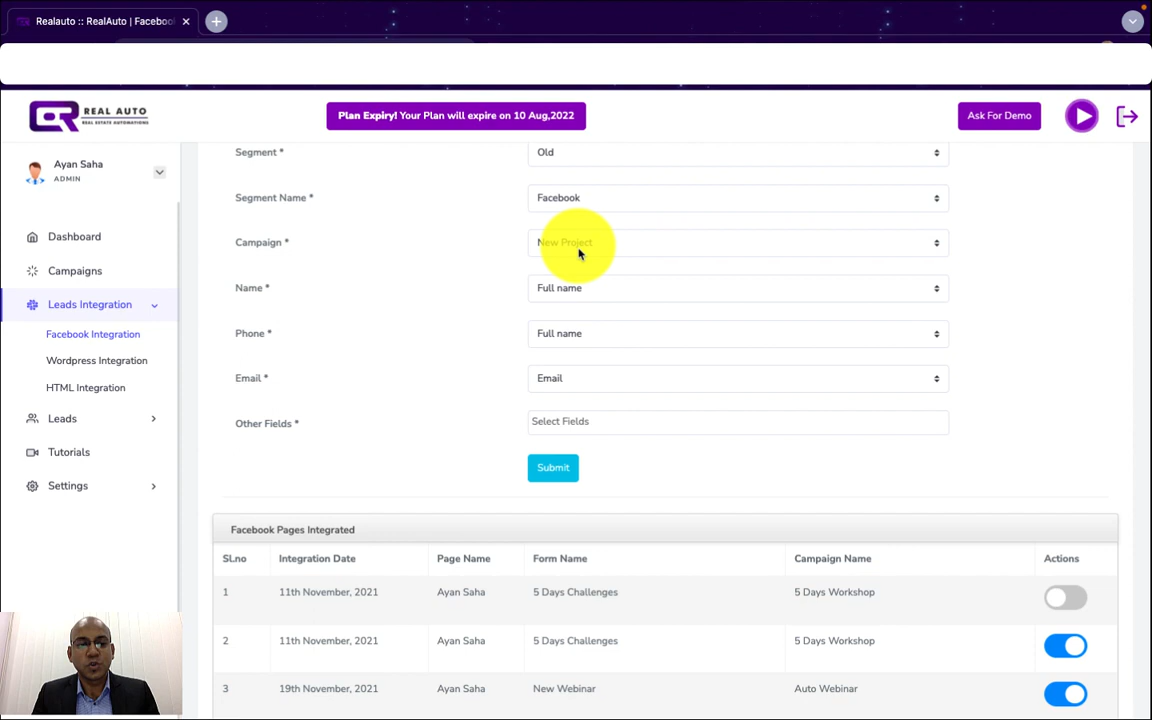 Realauto :: RealAuto | Faceboo
REAL AUTO
REAL ESTATE AUTOMATIONS
Plan Expiry! Your Plan will expire on 10 Aug,2022
Ask For Demo
Ayan Saha
ADMIN
Dashboard
Campaigns
Leads Integration
Facebook Integration
Wordpress Integration
HTML Integration
Leads
Tutorials
Settings
Segment * Old
Segment Name * Facebook
Campaign * New Project
Name * Full name
Phone * Full name
Email * Email
Other Fields * Select Fields
Submit
Facebook Pages Integrated
Sl.no Integration Date Page Name Form Name Campaign Name Actions
1 11th November, 2021 Ayan Saha 5 Days Challenges 5 Days Workshop
2 11th November, 2021 Ayan Saha 5 Days Challenges 5 Days Workshop
3 19th November, 2021 Ayan Saha New Webinar Auto Webinar